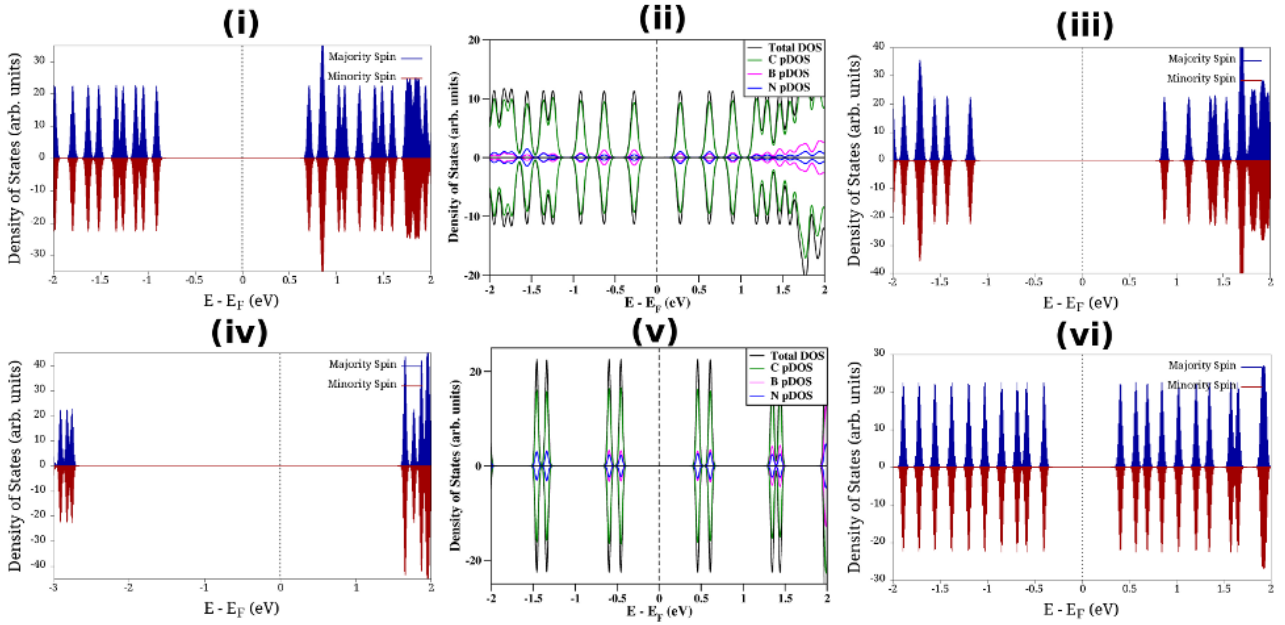 (i)
Density of States (arb. units)
30
20
10
0
-10
-20
-30
Majority Spin
Minority Spin
-2
-1.5
-1
-0.5
0
0.5
1
1.5
2
E - E_F (eV)
(ii)
Density of States (arb. units)
20
10
0
-10
-20
Total DOS
C pDOS
B pDOS
N pDOS
-2
-1.5
-1
-0.5
0
0.5
1
1.5
2
E - E_F (eV)
(iii)
Density of States (arb. units)
40
30
20
10
0
-10
-20
-30
-40
Majority Spin
Minority Spin
-2
-1.5
-1
-0.5
0
0.5
1
1.5
2
E - E_F (eV)
(iv)
Density of States (arb. units)
40
30
20
10
0
-10
-20
-30
-40
Majority Spin
Minority Spin
-3
-2
-1
0
1
2
E - E_F (eV)
(v)
Density of States (arb. units)
20
0
-20
Total DOS
C pDOS
B pDOS
N pDOS
-2
-1.5
-1
-0.5
0
0.5
1
1.5
2
E - E_F (eV)
(vi)
Density of States (arb. units)
30
20
10
0
-10
-20
-30
Majority Spin
Minority Spin
-2
-1.5
-1
-0.5
0
0.5
1
1.5
2
E - E_F (eV)